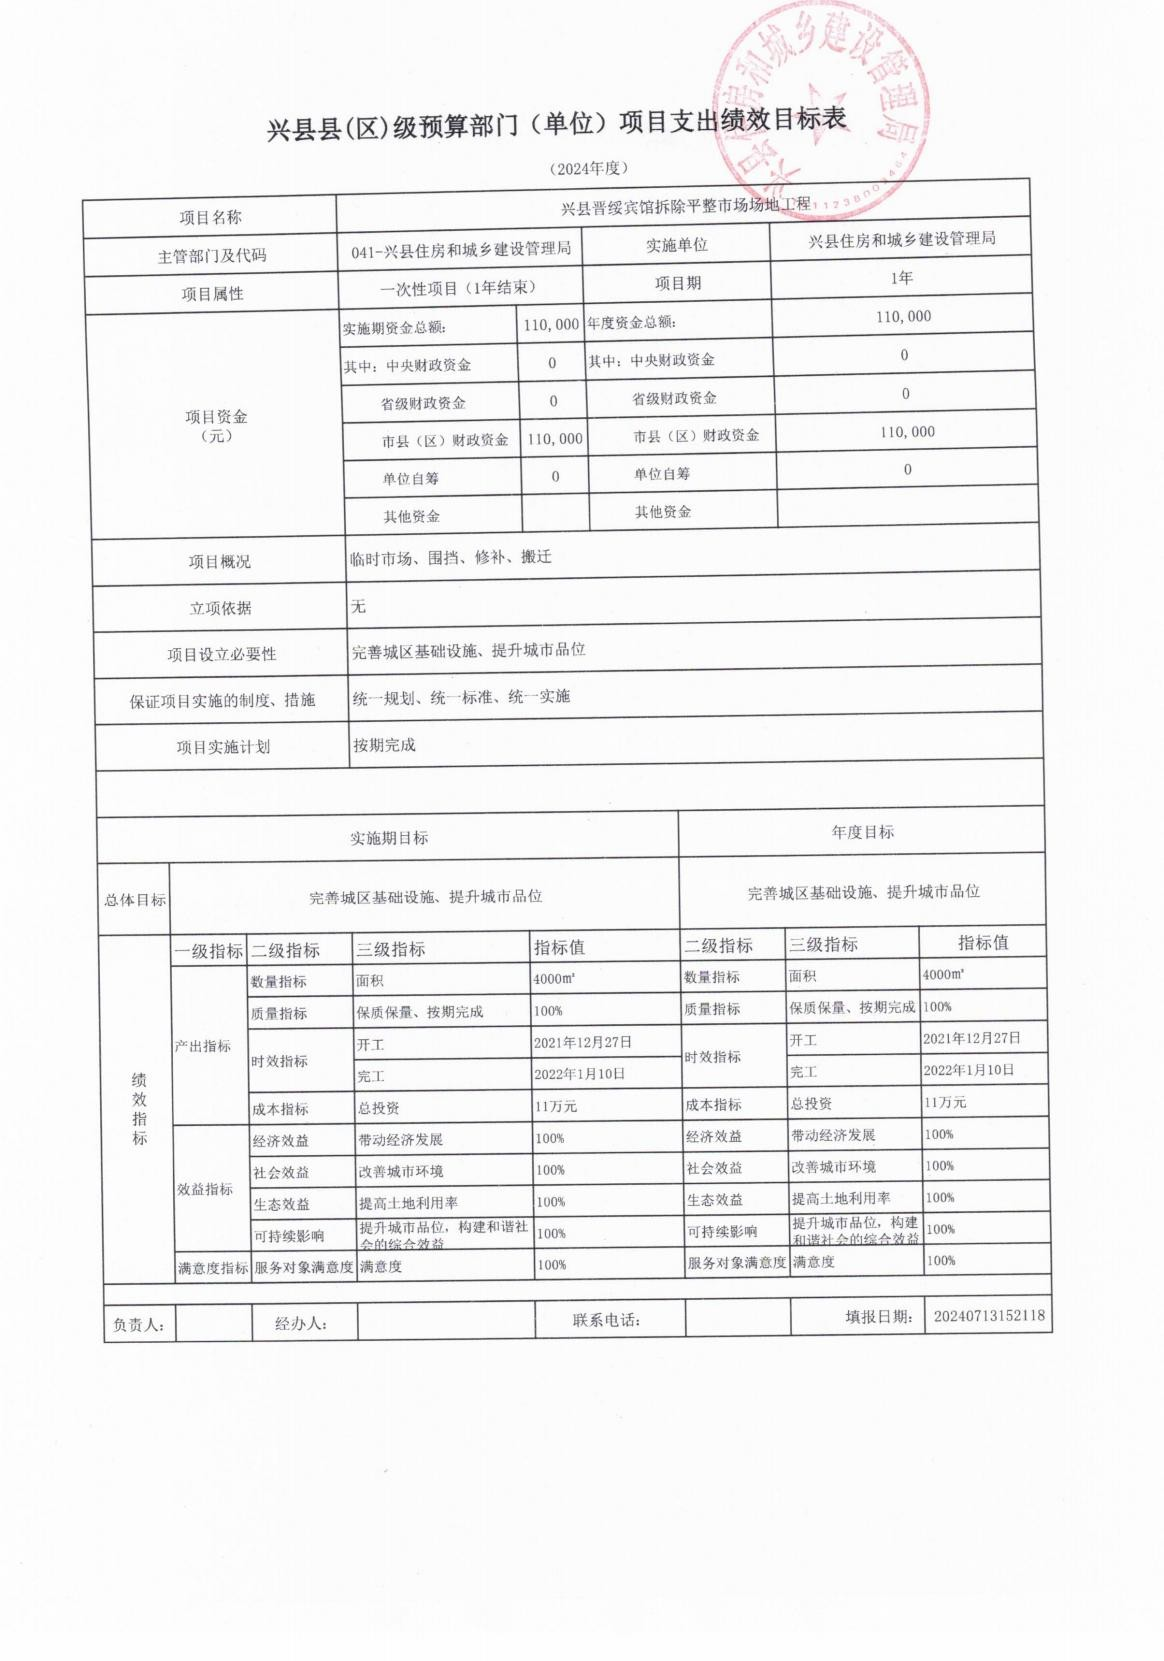 兴县住房和城乡建设管理局
兴县县(区)级预算部门（单位）项目支出绩效目标表
（2024年度）
项目名称 兴县晋绥宾馆拆除平整市场场地工程
主管部门及代码 041-兴县住房和城乡建设管理局 实施单位 兴县住房和城乡建设管理局
项目属性 一次性项目（1年结束） 项目期 1年
项目资金
（元）
实施期资金总额: 110,000 年度资金总额: 110,000
其中: 中央财政资金 0 其中: 中央财政资金 0
省级财政资金 0 省级财政资金 0
市县（区）财政资金 110,000 市县（区）财政资金 110,000
单位自筹 0 单位自筹 0
其他资金 其他资金
项目概况 临时市场、围挡、修补、搬迁
立项依据 无
项目设立必要性 完善城区基础设施、提升城市品位
保证项目实施的制度、措施 统一规划、统一标准、统一实施
项目实施计划 按期完成
实施期目标 年度目标
总体目标 完善城区基础设施、提升城市品位 完善城区基础设施、提升城市品位
绩效指标
一级指标 二级指标 三级指标 指标值 二级指标 三级指标 指标值
产出指标
数量指标 面积 4000㎡ 数量指标 面积 4000㎡
质量指标 保质保量、按期完成 100% 质量指标 保质保量、按期完成 100%
时效指标 开工 2021年12月27日 时效指标 开工 2021年12月27日
完工 2022年1月10日 完工 2022年1月10日
成本指标 总投资 11万元 成本指标 总投资 11万元
效益指标
经济效益 带动经济发展 100% 经济效益 带动经济发展 100%
社会效益 改善城市环境 100% 社会效益 改善城市环境 100%
生态效益 提高土地利用率 100% 生态效益 提高土地利用率 100%
可持续影响 提升城市品位，构建和谐社会的综合效益 100% 可持续影响 提升城市品位，构建和谐社会的综合效益 100%
满意度指标 服务对象满意度 满意度 100% 服务对象满意度 满意度 100%
负责人: 经办人: 联系电话: 填报日期: 20240713152118